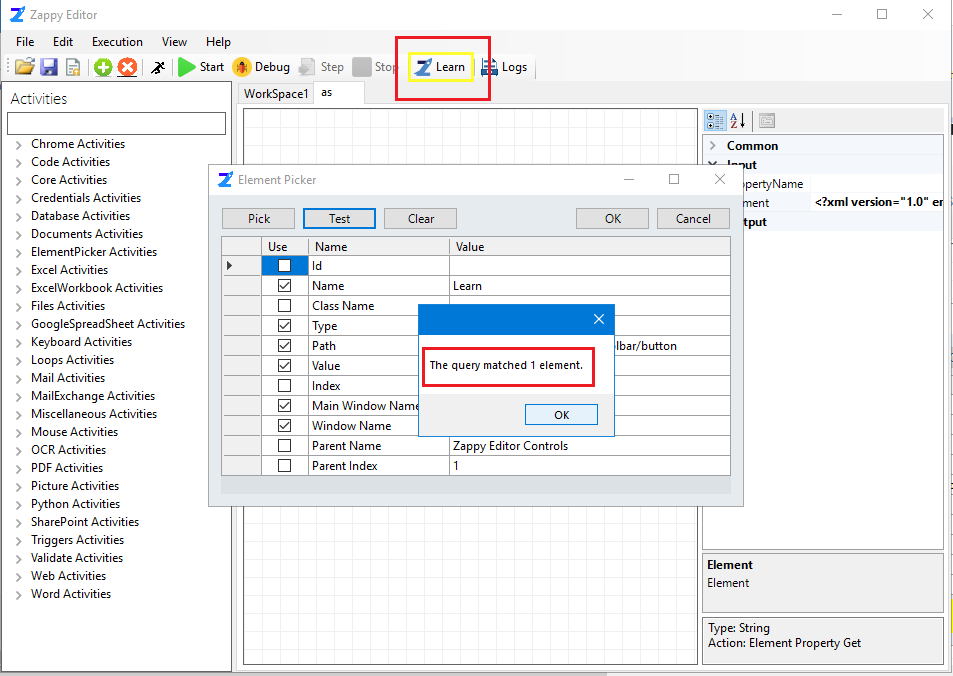 Zappy Editor
File Edit Execution View Help
Start Debug Step Stop Learn Logs
Activities
WorkSpace1 as
Chrome Activities
Code Activities
Core Activities
Credentials Activities
Database Activities
Documents Activities
ElementPicker Activities
Excel Activities
ExcelWorkbook Activities
Files Activities
GoogleSpreadSheet Activities
Keyboard Activities
Loops Activities
Mail Activities
MailExchange Activities
Miscellaneous Activities
Mouse Activities
OCR Activities
PDF Activities
Picture Activities
Python Activities
SharePoint Activities
Triggers Activities
Validate Activities
Web Activities
Word Activities
Element Picker
Pick Test Clear OK Cancel
Use Name Value
Id
Name Learn
Class Name
Type
Path lbar/button
Value
Index
Main Window Name
Window Name
Parent Name Zappy Editor Controls
Parent Index 1
The query matched 1 element.
OK
Common
Input
pertyName
ment <?xml version="1.0" en
tput
Element
Element
Type: String
Action: Element Property Get